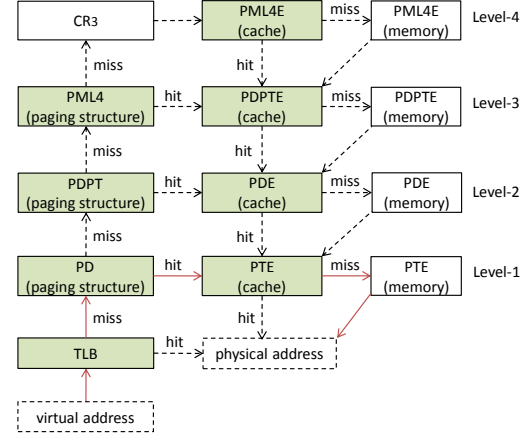 CR3
PML4E
(cache)
miss
PML4E
(memory)
Level-4
miss
hit
PML4
(paging structure)
hit
PDPTE
(cache)
miss
PDPTE
(memory)
Level-3
miss
hit
PDPT
(paging structure)
hit
PDE
(cache)
miss
PDE
(memory)
Level-2
miss
hit
PD
(paging structure)
hit
PTE
(cache)
miss
PTE
(memory)
Level-1
miss
hit
TLB
hit
physical address
virtual address